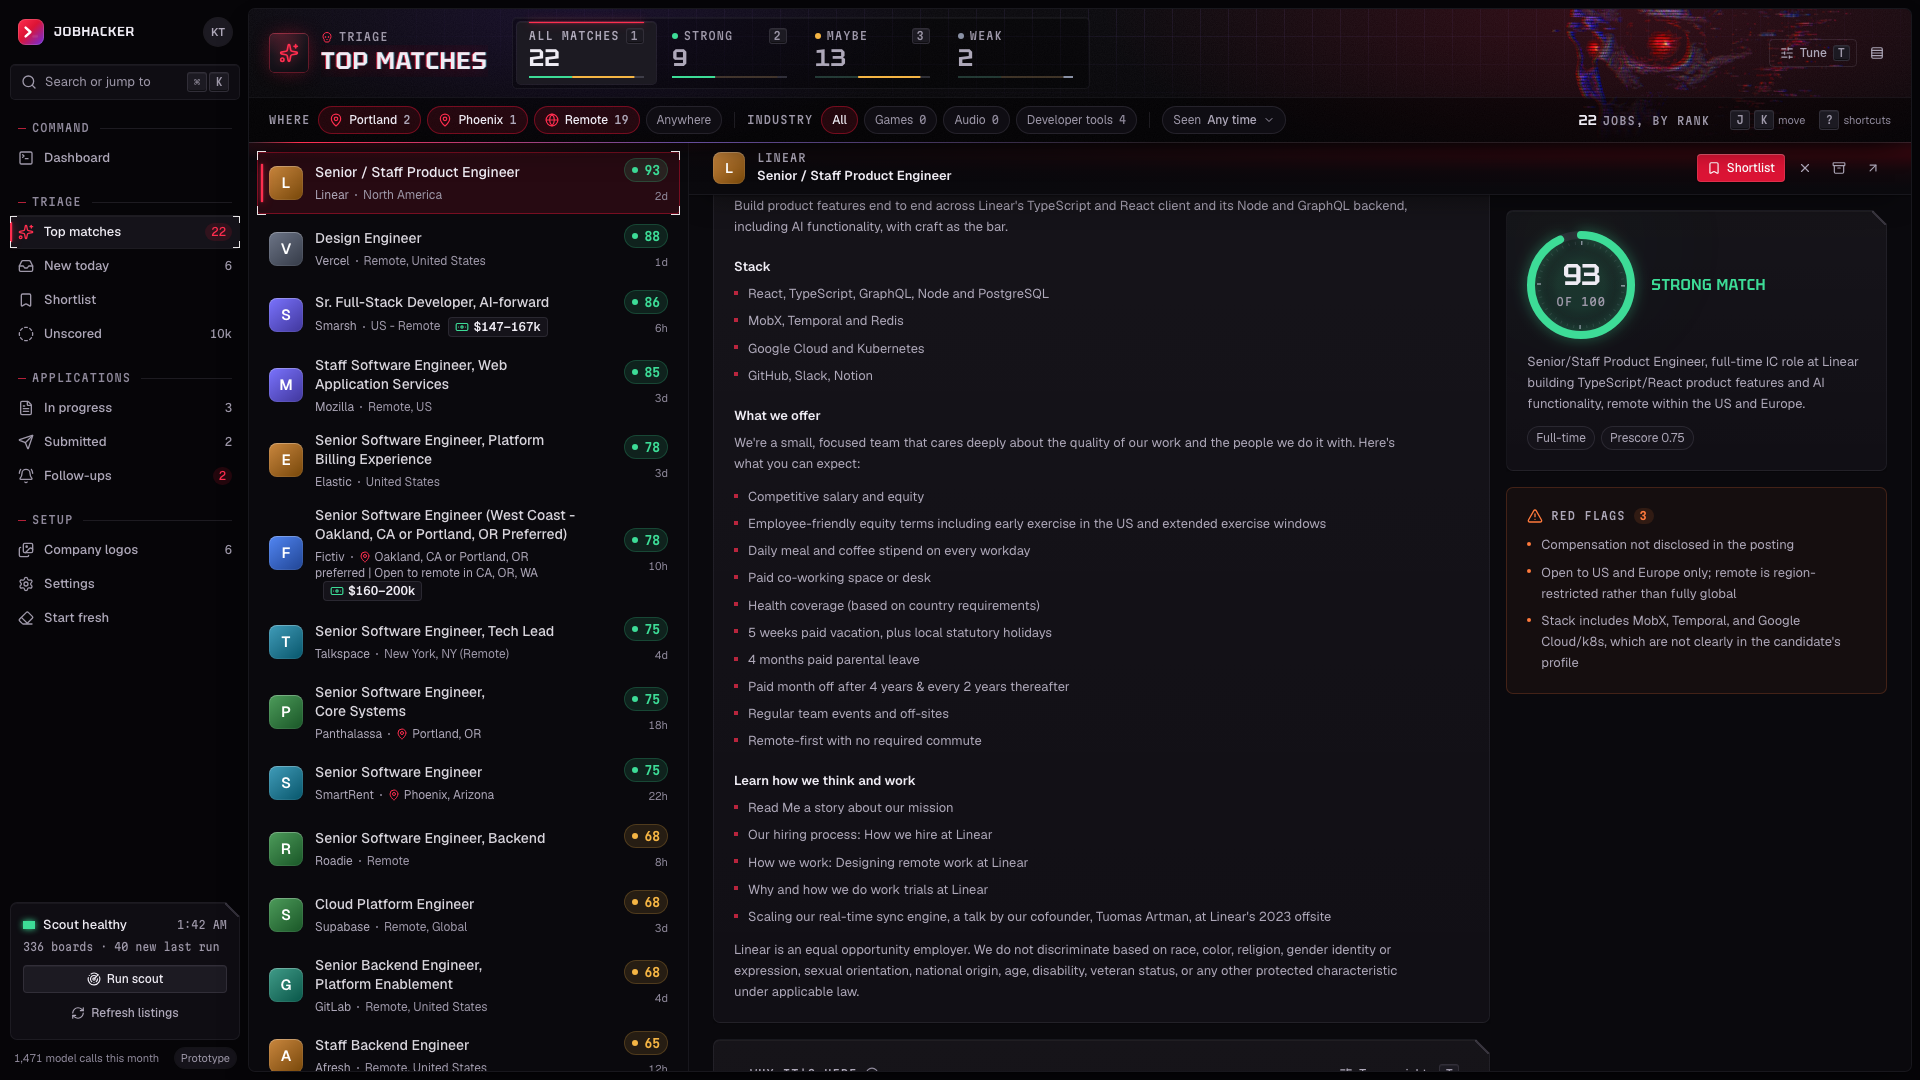 JOBHACKER
KT
Search or jump to ⌘ K
COMMAND
Dashboard
TRIAGE
Top matches 22
New today 6
Shortlist
Unscored 10k
APPLICATIONS
In progress 3
Submitted 2
Follow-ups 2
SETUP
Company logos 6
Settings
Start fresh
Scout healthy 1:42 AM
336 boards · 40 new last run
Run scout
Refresh listings
1,471 model calls this month Prototype
TRIAGE
TOP MATCHES
ALL MATCHES 1
22
STRONG 2
9
MAYBE 3
13
WEAK
2
Tune T
WHERE Portland 2 Phoenix 1 Remote 19 Anywhere INDUSTRY All Games 0 Audio 0 Developer tools 4 Seen Any time
22 JOBS, BY RANK J K move ? shortcuts
L
Senior / Staff Product Engineer 93
Linear · North America 2d
V
Design Engineer 88
Vercel · Remote, United States 1d
S
Sr. Full-Stack Developer, AI-forward 86
Smarsh · US - Remote $147–167k 6h
M
Staff Software Engineer, Web
Application Services 85
Mozilla · Remote, US 3d
E
Senior Software Engineer, Platform
Billing Experience 78
Elastic · United States 3d
F
Senior Software Engineer (West Coast -
Oakland, CA or Portland, OR Preferred) 78
Fictiv · Oakland, CA or Portland, OR
preferred | Open to remote in CA, OR, WA 10h
$160–200k
T
Senior Software Engineer, Tech Lead 75
Talkspace · New York, NY (Remote) 4d
P
Senior Software Engineer,
Core Systems 75
Panthalassa · Portland, OR 18h
S
Senior Software Engineer 75
SmartRent · Phoenix, Arizona 22h
R
Senior Software Engineer, Backend 68
Roadie · Remote 8h
S
Cloud Platform Engineer 68
Supabase · Remote, Global 3d
G
Senior Backend Engineer,
Platform Enablement 68
GitLab · Remote, United States 4d
A
Staff Backend Engineer 65
Afresh · Remote, United States 12h
L
LINEAR
Senior / Staff Product Engineer
Shortlist
Build product features end to end across Linear's TypeScript and React client and its Node and GraphQL backend,
including AI functionality, with craft as the bar.
Stack
React, TypeScript, GraphQL, Node and PostgreSQL
MobX, Temporal and Redis
Google Cloud and Kubernetes
GitHub, Slack, Notion
What we offer
We're a small, focused team that cares deeply about the quality of our work and the people we do it with. Here's
what you can expect:
Competitive salary and equity
Employee-friendly equity terms including early exercise in the US and extended exercise windows
Daily meal and coffee stipend on every workday
Paid co-working space or desk
Health coverage (based on country requirements)
5 weeks paid vacation, plus local statutory holidays
4 months paid parental leave
Paid month off after 4 years & every 2 years thereafter
Regular team events and off-sites
Remote-first with no required commute
Learn how we think and work
Read Me a story about our mission
Our hiring process: How we hire at Linear
How we work: Designing remote work at Linear
Why and how we do work trials at Linear
Scaling our real-time sync engine, a talk by our cofounder, Tuomas Artman, at Linear's 2023 offsite
Linear is an equal opportunity employer. We do not discriminate based on race, color, religion, gender identity or
expression, sexual orientation, national origin, age, disability, veteran status, or any other protected characteristic
under applicable law.
93
OF 100
STRONG MATCH
Senior/Staff Product Engineer, full-time IC role at Linear
building TypeScript/React product features and AI
functionality, remote within the US and Europe.
Full-time Prescore 0.75
RED FLAGS 3
Compensation not disclosed in the posting
Open to US and Europe only; remote is region-
restricted rather than fully global
Stack includes MobX, Temporal, and Google
Cloud/k8s, which are not clearly in the candidate's
profile